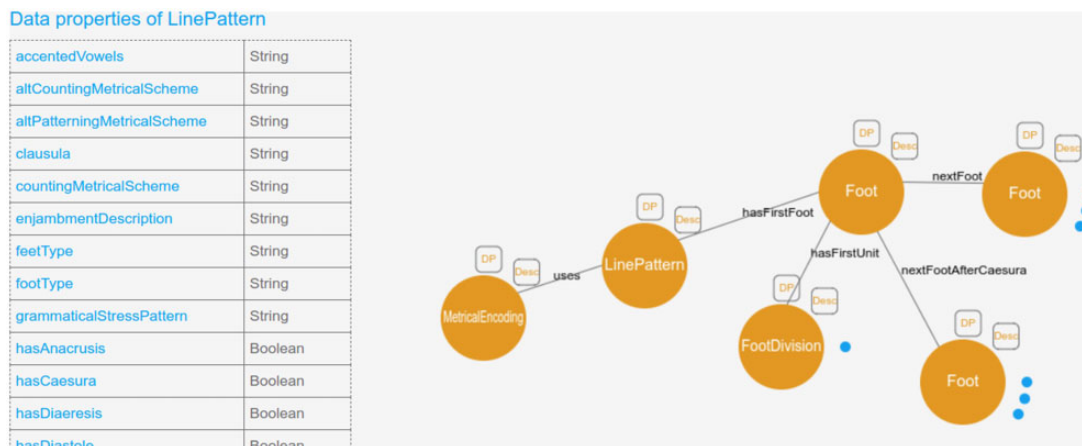 Data properties of LinePattern
accentedVowels String
altCountingMetricalScheme String
altPatterningMetricalScheme String
clausula String
countingMetricalScheme String
enjambmentDescription String
feetType String
footType String
grammaticalStressPattern String
hasAnacrusis Boolean
hasCaesura Boolean
hasDiaeresis Boolean
hasDiastole Boolean
DP Desc
Foot
DP Desc
Foot
nextFoot
hasFirstFoot
DP Desc
LinePattern
uses
DP Desc
MetricalEncoding
hasFirstUnit
nextFootAfterCaesura
DP Desc
FootDivision
DP Desc
Foot